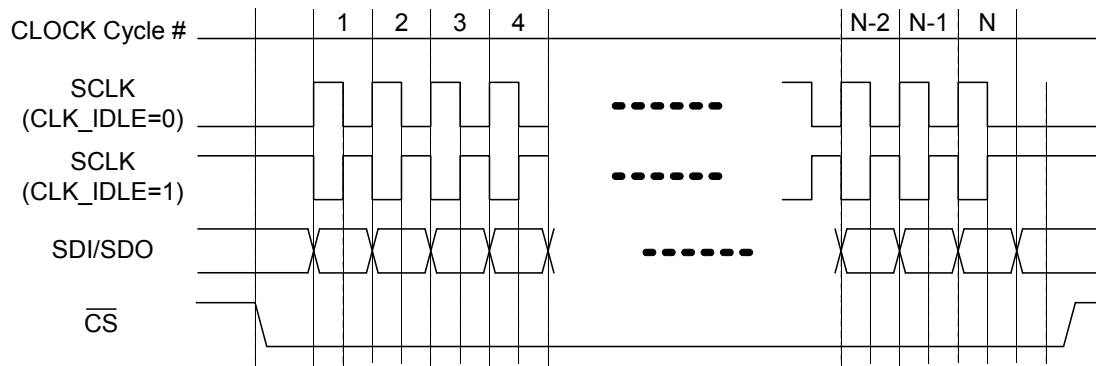 CLOCK Cycle # 1 2 3 4 N-2 N-1 N
SCLK
(CLK_IDLE=0)
SCLK
(CLK_IDLE=1)
SDI/SDO
CS